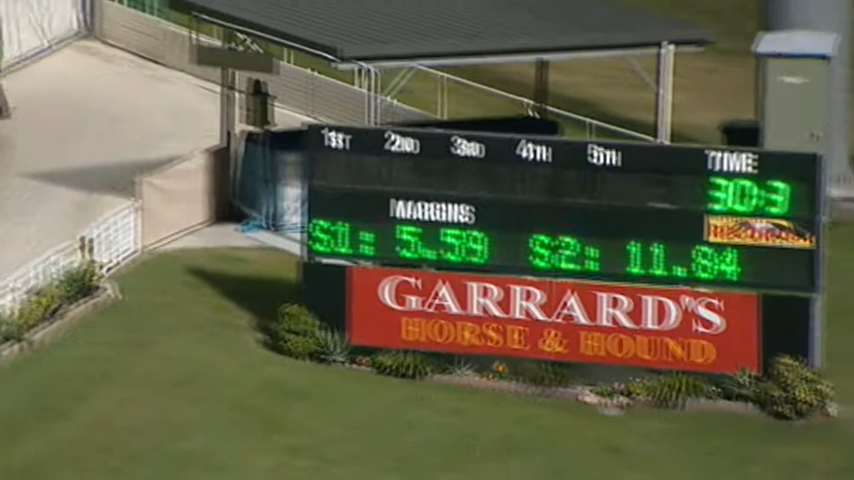 1ST 2ND 3RD 4TH 5TH TIME
30:3
MARGINS
S1: 5.59 S2: 11.84
GARRARD'S
HORSE & HOUND